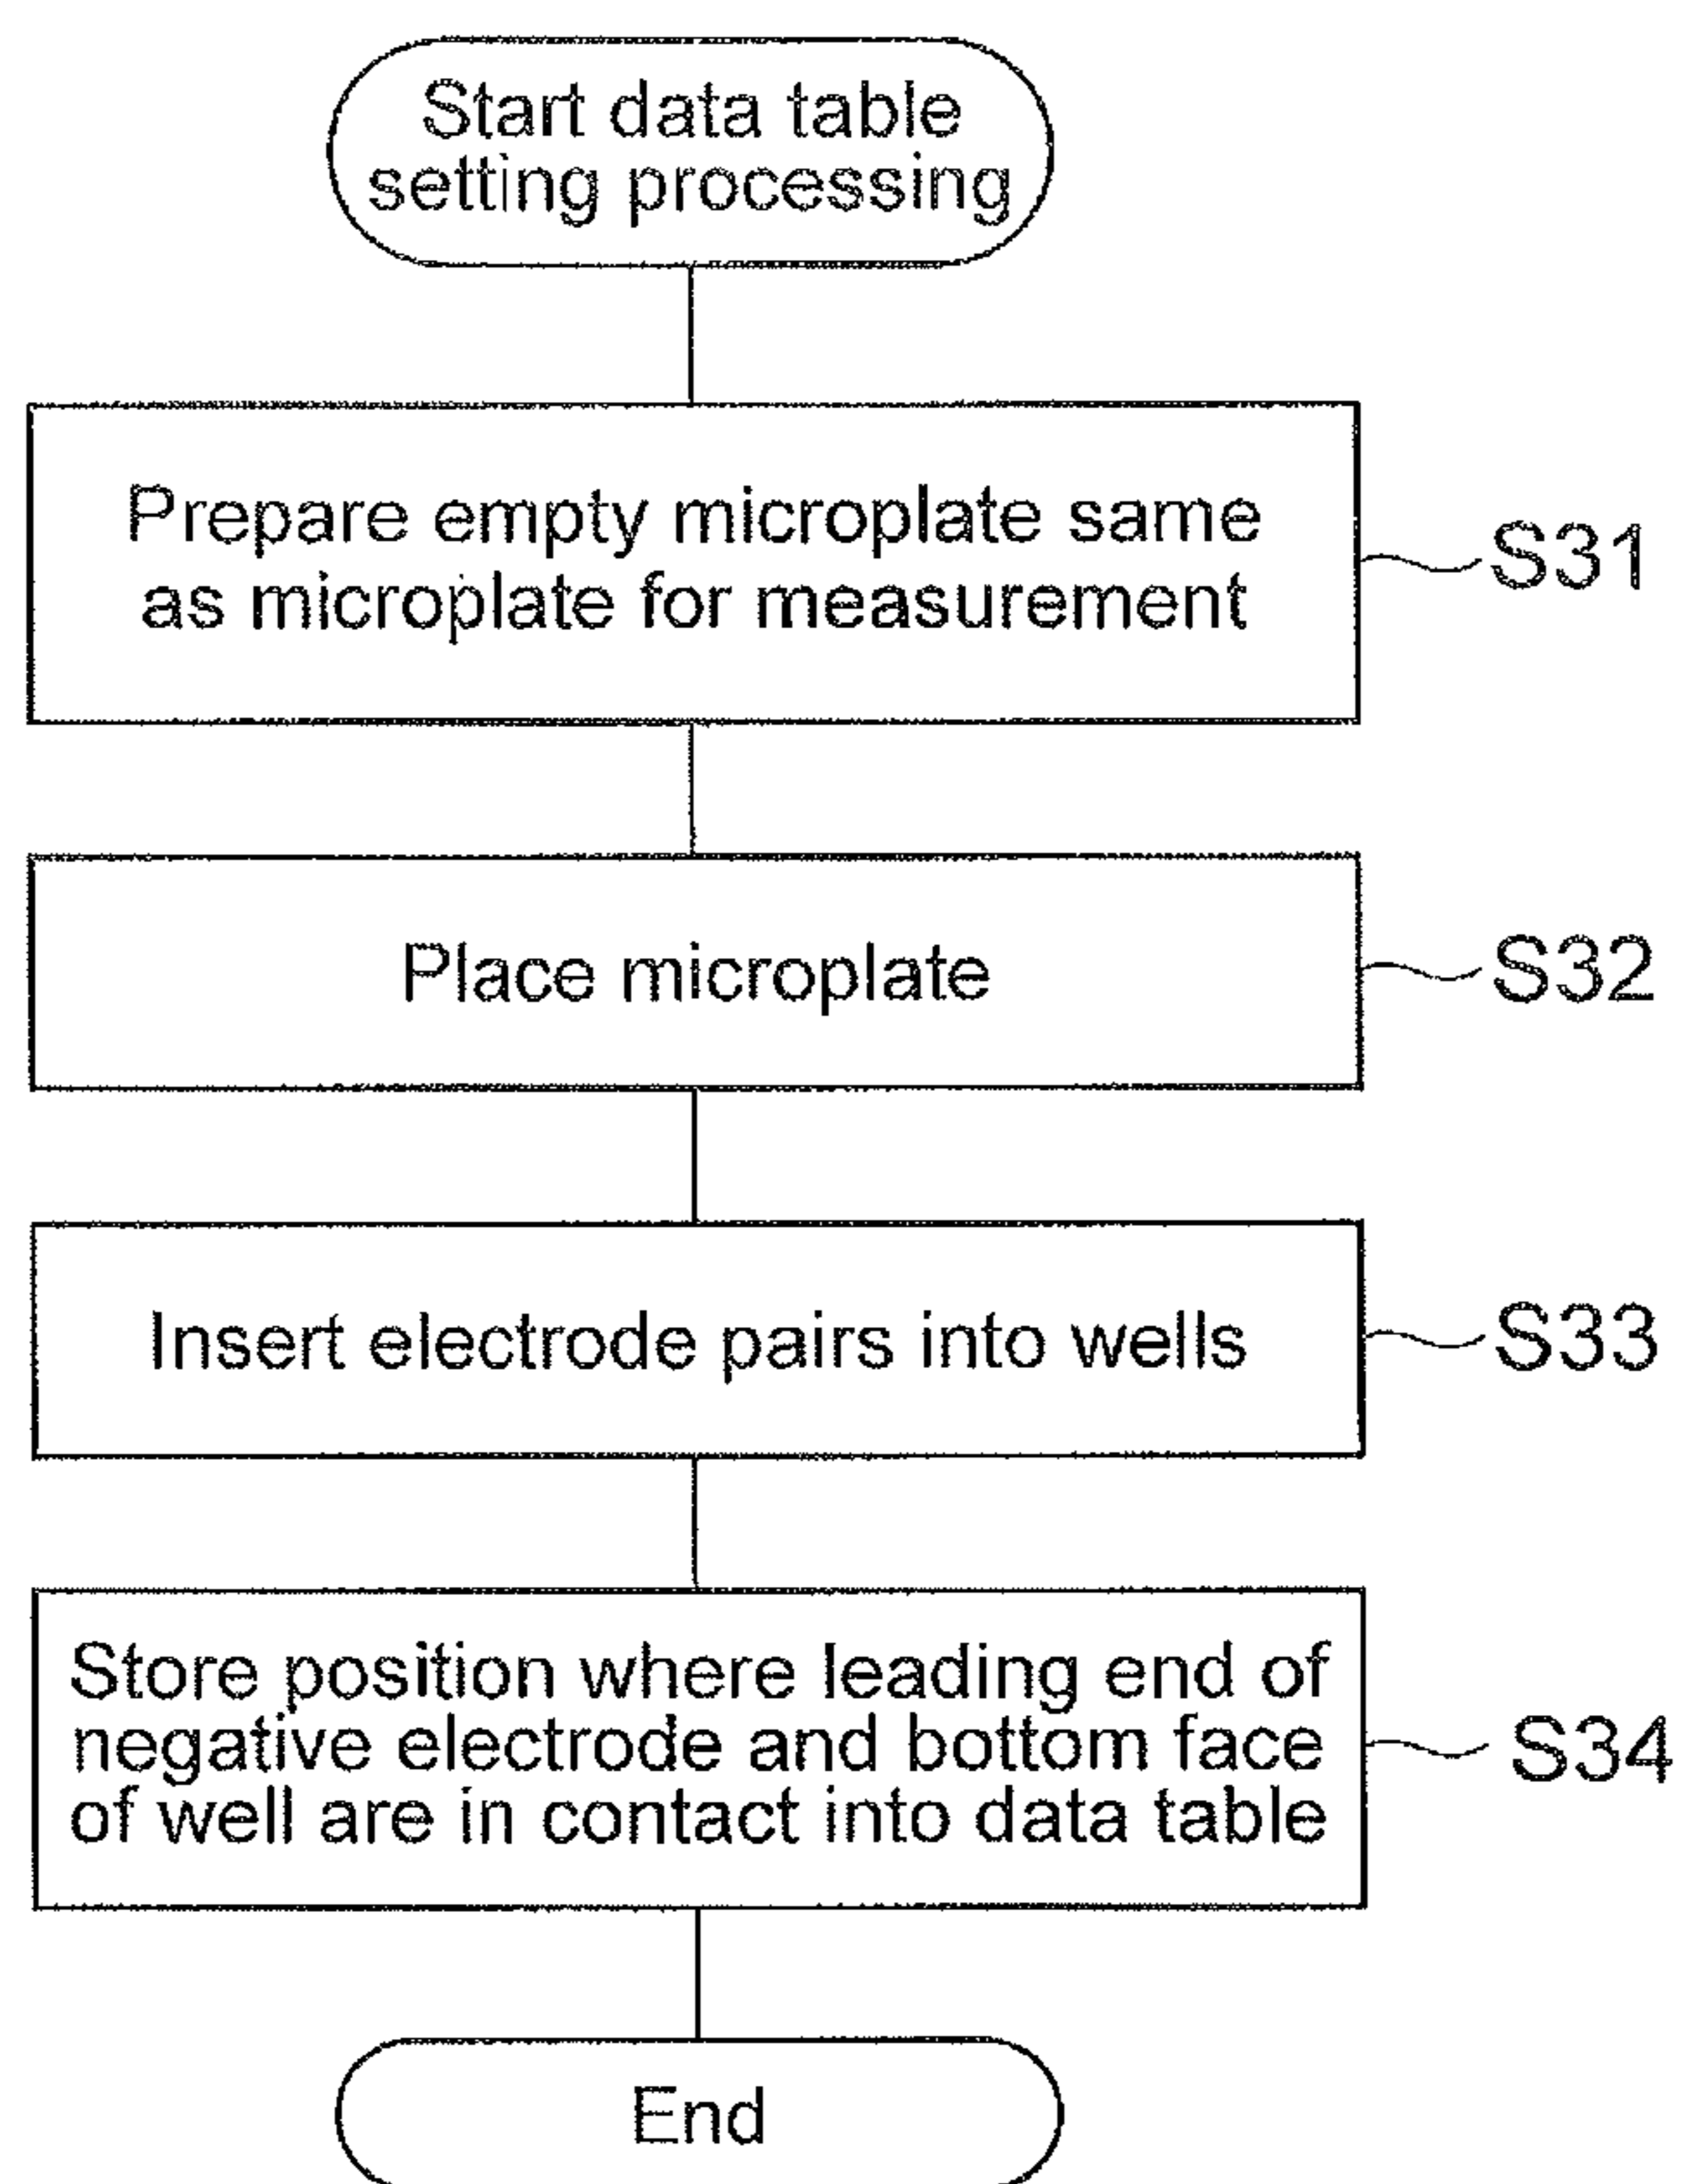 Start data table
setting processing
Prepare empty microplate same
as microplate for measurement
S31
Place microplate
S32
Insert electrode pairs into wells
S33
Store position where leading end of
negative electrode and bottom face
of well are in contact into data table
S34
End